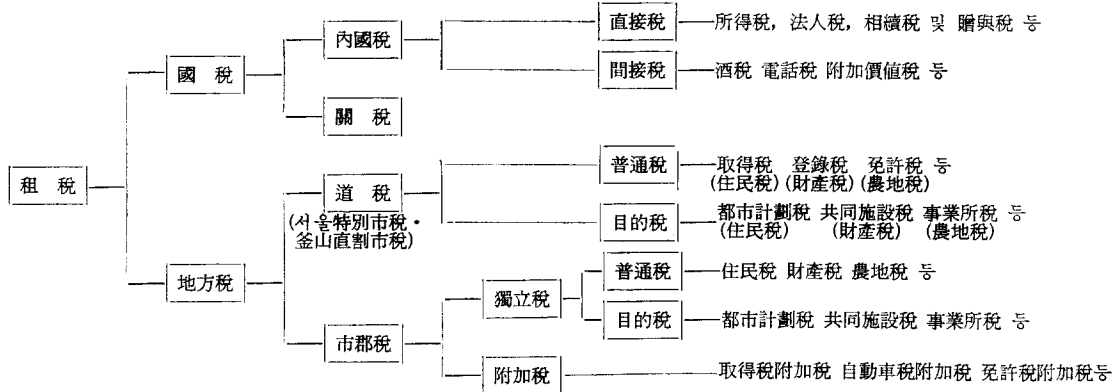 直接稅 所得稅, 法人稅, 相續稅 및 贈與稅 등
內國稅
間接稅 酒稅 電話稅 附加價値稅 등
國 稅
關 稅
租 稅
普通稅 取得稅 登錄稅 免許稅 등
(住民稅) (財產稅) (農地稅)
道 稅
(서울特別市稅・
釜山直割市稅)
目的稅 都市計劃稅 共同施設稅 事業所稅 등
(住民稅) (財產稅) (農地稅)
地方稅
普通稅 住民稅 財產稅 農地稅 등
獨立稅
目的稅 都市計劃稅 共同施設稅 事業所稅 등
市郡稅
附加稅 取得稅附加稅 自動車稅附加稅 免許稅附加稅등